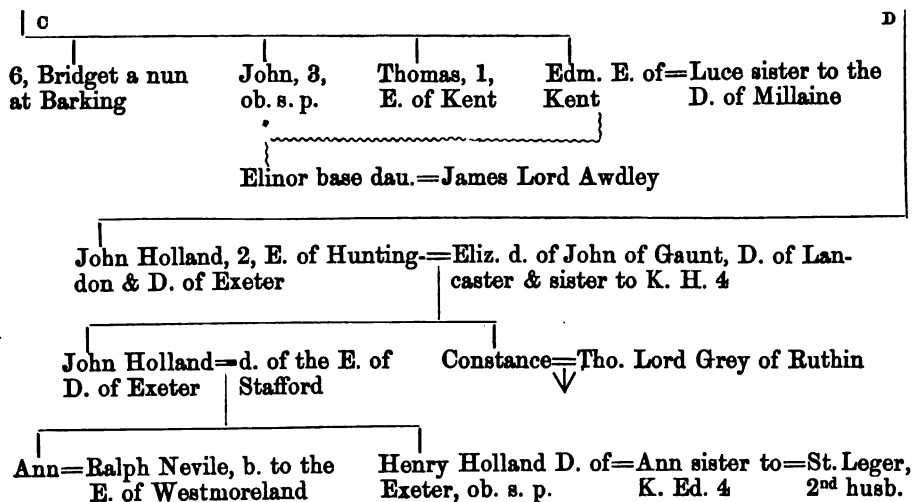 C D
6, Bridget a nun John, 3, Thomas, 1, Edm. E. of=Luce sister to the
at Barking ob. s. p. E. of Kent Kent D. of Millaine
Elinor base dau.=James Lord Awdley
John Holland, 2, E. of Hunting-=Eliz. d. of John of Gaunt, D. of Lan-
don & D. of Exeter caster & sister to K. H. 4
John Holland=d. of the E. of Constance=Tho. Lord Grey of Ruthin
D. of Exeter Stafford
Ann=Ralph Nevile, b. to the Henry Holland D. of=Ann sister to=St. Leger,
E. of Westmoreland Exeter, ob. s. p. K. Ed. 4 2nd husb.